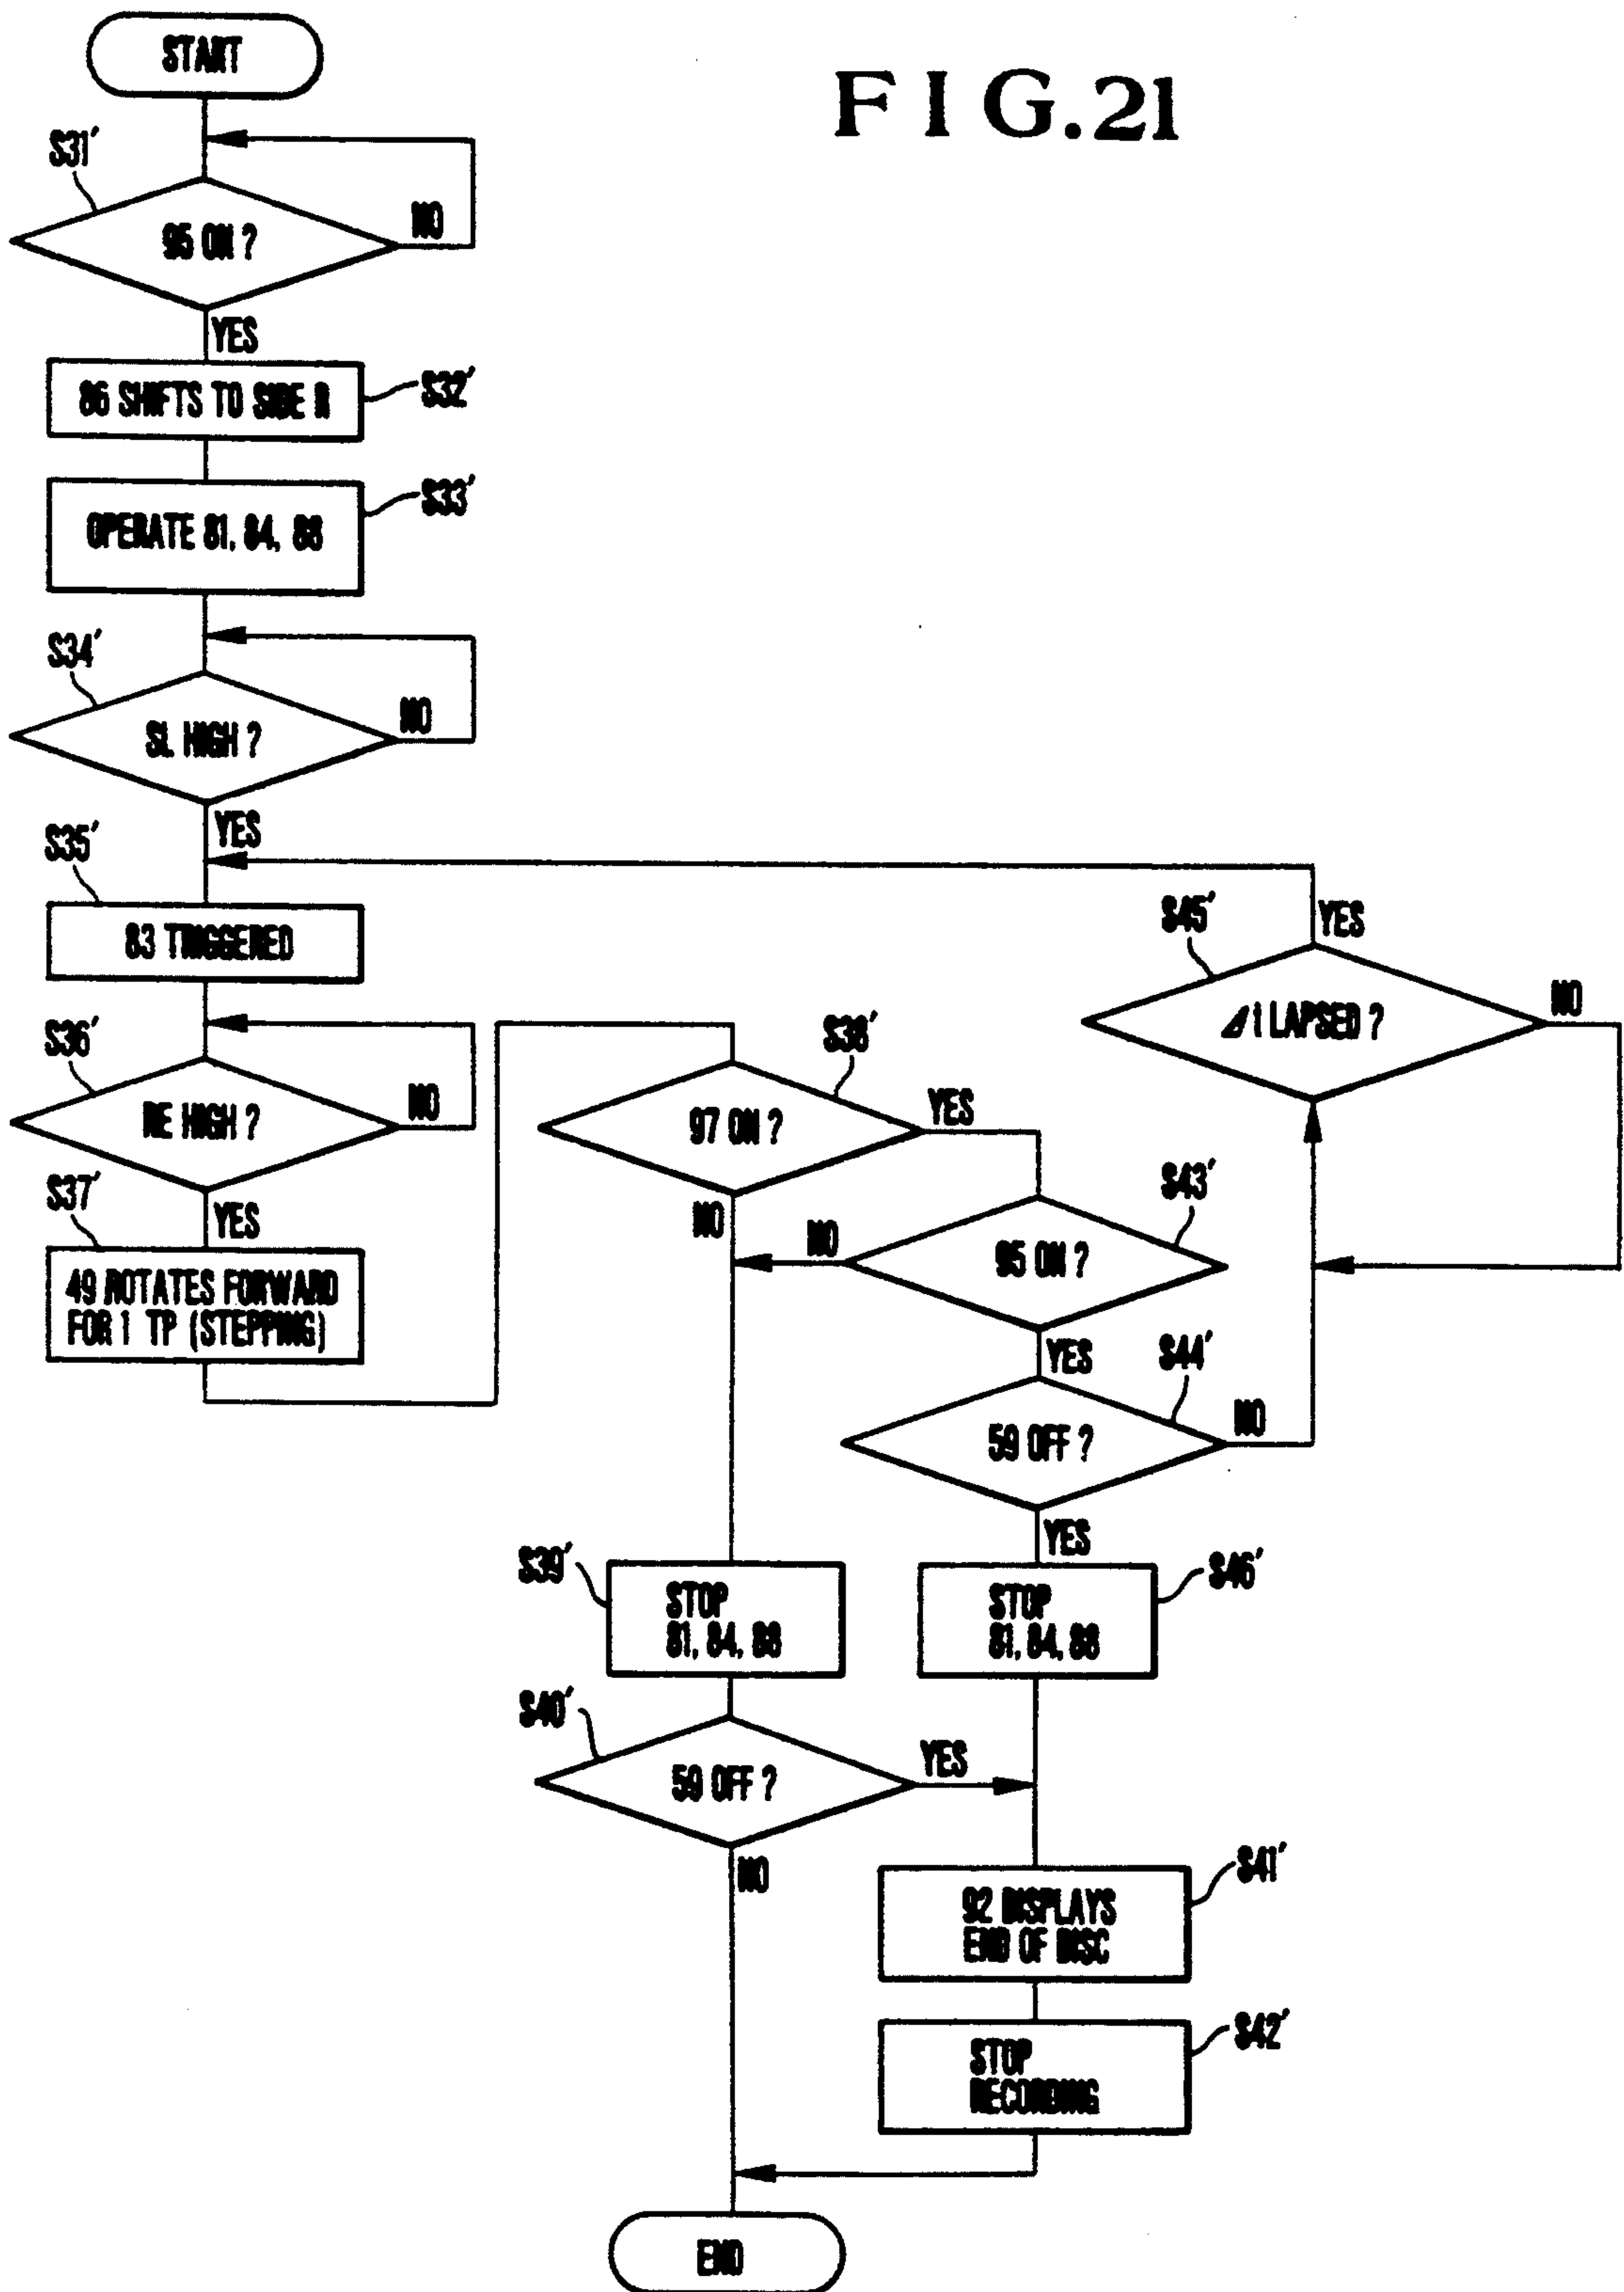 FIG.21
START
S31'
95 ON ?
NO
YES
86 SHIFTS TO SIDE R
S32'
OPERATE 81, 84, 88
S33'
S34'
SL HIGH ?
NO
YES
S35'
83 TRIGGERED
S36'
RE HIGH ?
NO
YES
S37'
49 ROTATES FORWARD
FOR 1 TP (STEPPING)
S38'
97 ON ?
YES
NO
S43'
95 ON ?
NO
YES
S44'
59 OFF ?
NO
YES
S45'
⊿i LAPSED ?
YES
NO
S39'
STOP
81, 84, 88
S46'
STOP
81, 84, 88
S40'
59 OFF ?
YES
NO
S41'
92 DISPLAYS
END OF DISC
S42'
STOP
RECORDING
END